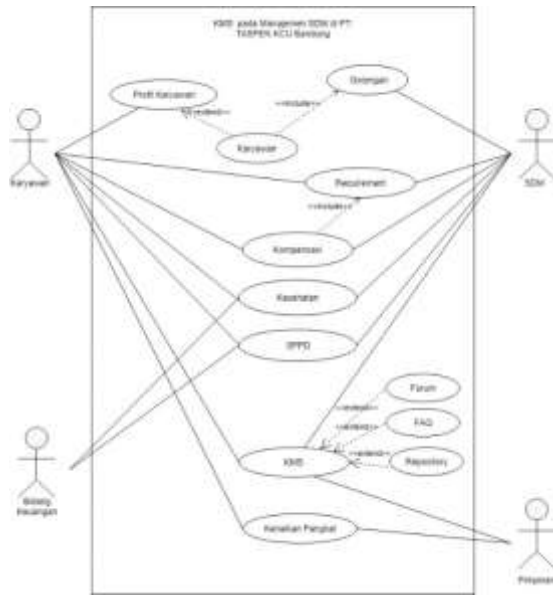 KMS pada Manajemen SDM di PT
TASPEN KCU Bandung
Profil Karyawan
Golongan
<<extend>>
<<include>>
Karyawan
Karyawan
SDM
Recruitement
<<include>>
Kompensasi
Kesehatan
SPPD
Forum
<<extend>>
FAQ
<<extend>>
<<extend>>
Repository
KMS
Bidang
Keuangan
Kenaikan Pangkat
Pimpinan